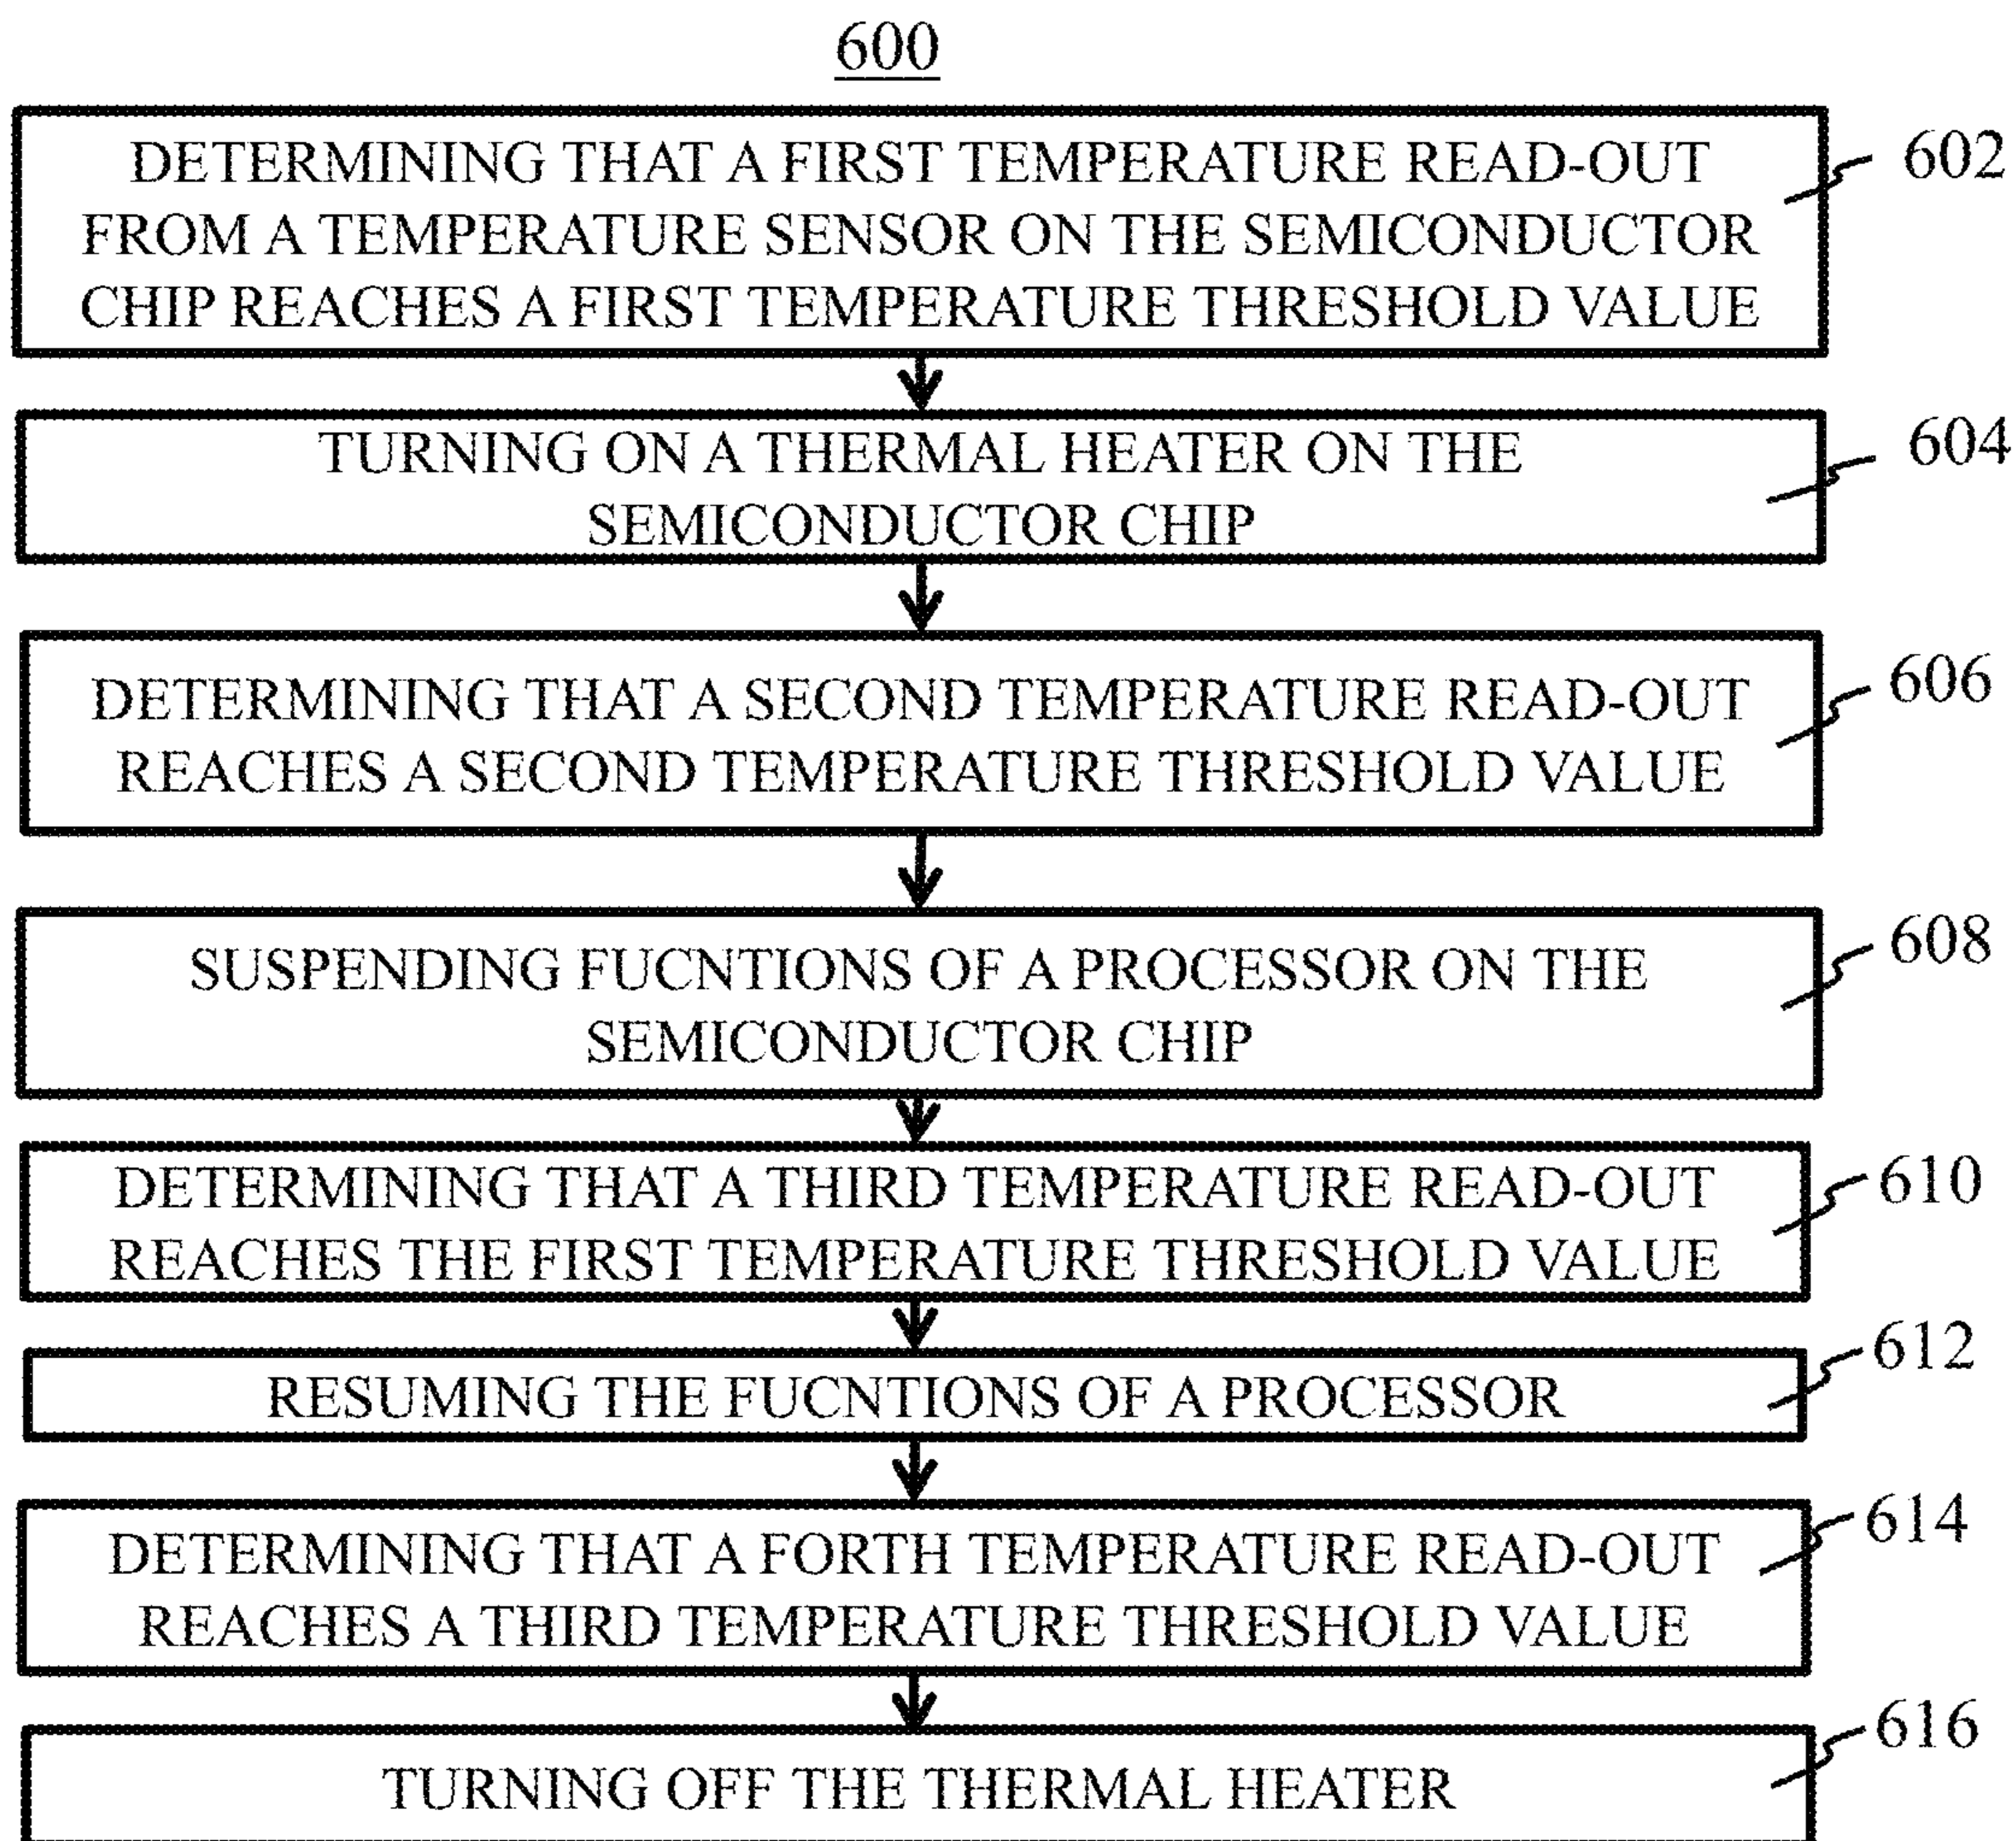 600
DETERMINING THAT A FIRST TEMPERATURE READ-OUT
FROM A TEMPERATURE SENSOR ON THE SEMICONDUCTOR
CHIP REACHES A FIRST TEMPERATURE THRESHOLD VALUE
602
TURNING ON A THERMAL HEATER ON THE
SEMICONDUCTOR CHIP
604
DETERMINING THAT A SECOND TEMPERATURE READ-OUT
REACHES A SECOND TEMPERATURE THRESHOLD VALUE
606
SUSPENDING FUCNTIONS OF A PROCESSOR ON THE
SEMICONDUCTOR CHIP
608
DETERMINING THAT A THIRD TEMPERATURE READ-OUT
REACHES THE FIRST TEMPERATURE THRESHOLD VALUE
610
RESUMING THE FUCNTIONS OF A PROCESSOR
612
DETERMINING THAT A FORTH TEMPERATURE READ-OUT
REACHES A THIRD TEMPERATURE THRESHOLD VALUE
614
TURNING OFF THE THERMAL HEATER
616